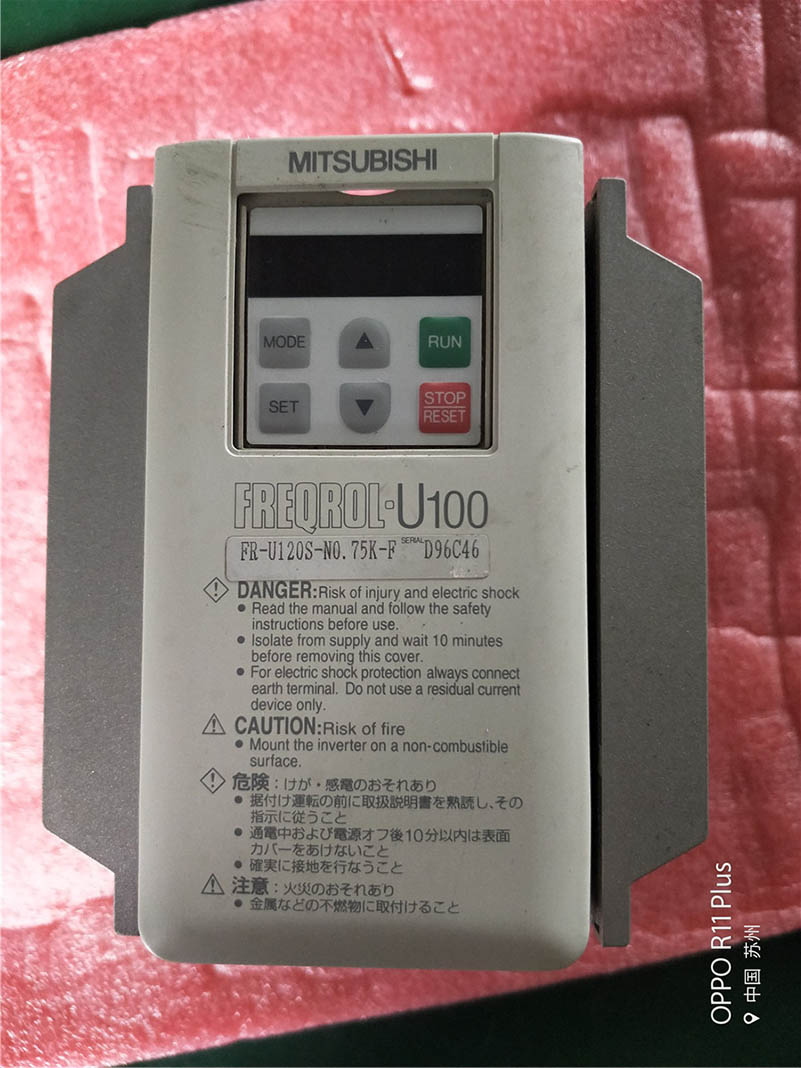 MITSUBISHI
MODE
▲
RUN
SET
▼
STOP
RESET
FREQROL-U100
FR-U120S-N0.75K-F SERIAL D96C46
DANGER:Risk of injury and electric shock
● Read the manual and follow the safety
instructions before use.
● Isolate from supply and wait 10 minutes
before removing this cover.
● For electric shock protection always connect
earth terminal. Do not use a residual current
device only.
CAUTION:Risk of fire
● Mount the inverter on a non-combustible
surface.
危険：けが・感電のおそれあり
● 据付け運転の前に取扱説明書を熟読し、その
指示に従うこと
● 通電中および電源オフ後10分以内は表面
カバーをあけないこと
● 確実に接地を行なうこと
注意：火災のおそれあり
● 金属などの不燃物に取付けること
OPPO R11 Plus
中国 苏州